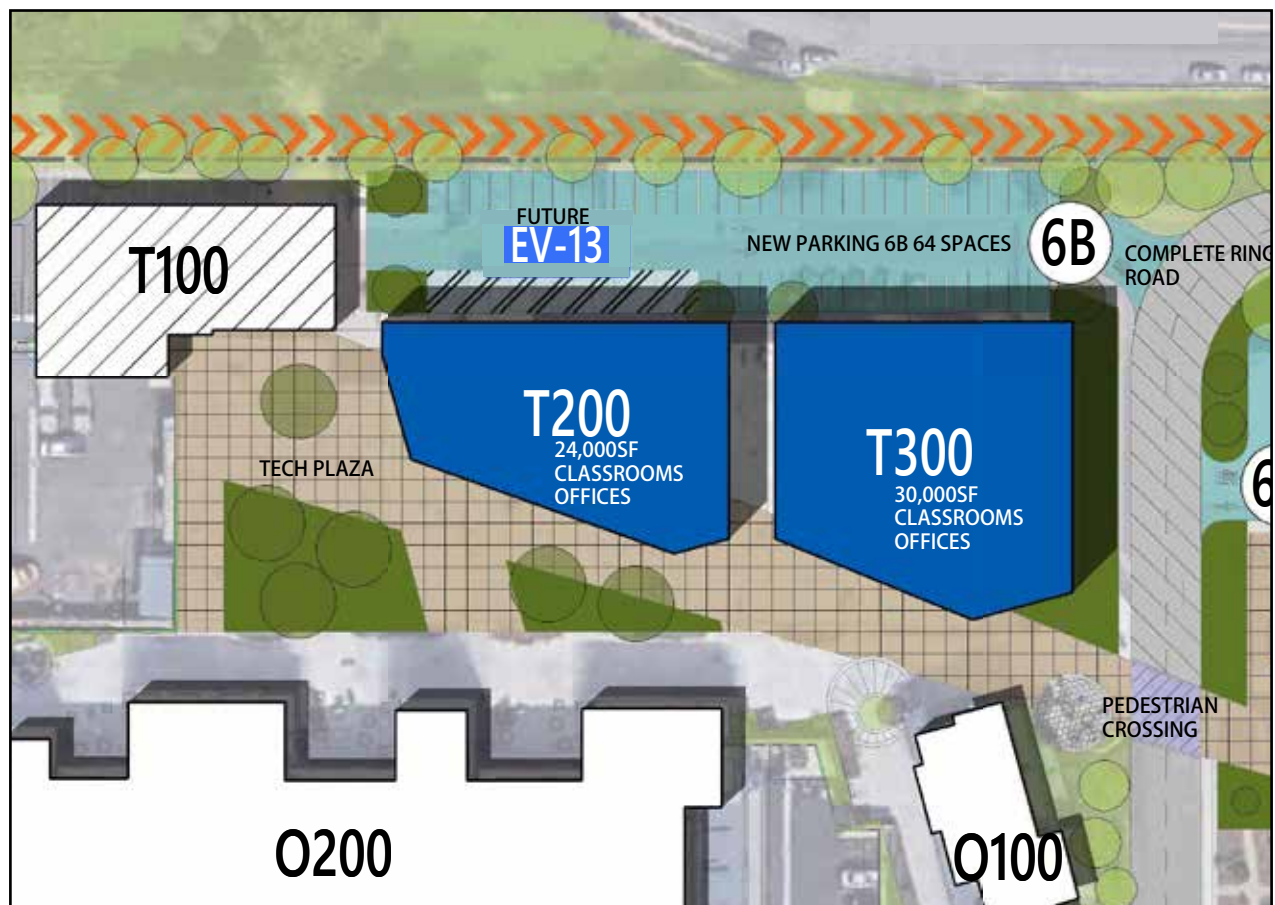 FUTURE
EV-13
T100
NEW PARKING 6B 64 SPACES
6B
COMPLETE RING
ROAD
T200
24,000SF
CLASSROOMS
OFFICES
T300
30,000SF
CLASSROOMS
OFFICES
TECH PLAZA
6
PEDESTRIAN
CROSSING
O200
O100